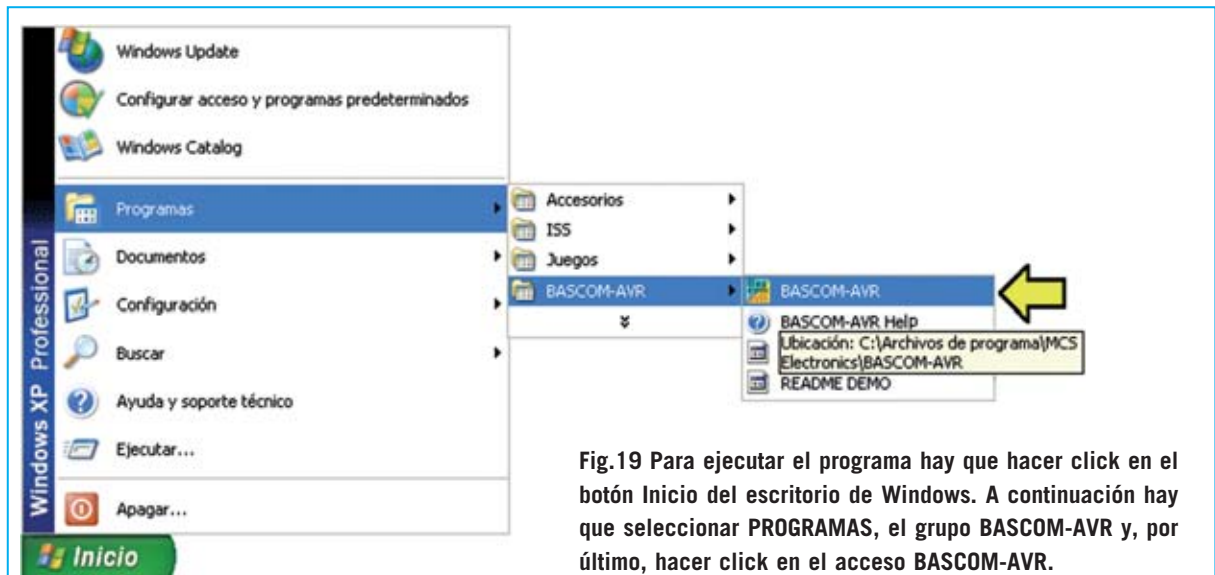 Windows Update
Configurar acceso y programas predeterminados
Windows Catalog
Programas
Documentos
Configuración
Buscar
Ayuda y soporte técnico
Ejecutar...
Apagar...
Windows XP Professional
Inicio
Accesorios
ISS
Juegos
BASCOM-AVR
BASCOM-AVR
BASCOM-AVR Help
Ubicación: C:\Archivos de programa\MCS
Electronics\BASCOM-AVR
README DEMO
Fig.19 Para ejecutar el programa hay que hacer click en el
botón Inicio del escritorio de Windows. A continuación hay
que seleccionar PROGRAMAS, el grupo BASCOM-AVR y, por
último, hacer click en el acceso BASCOM-AVR.